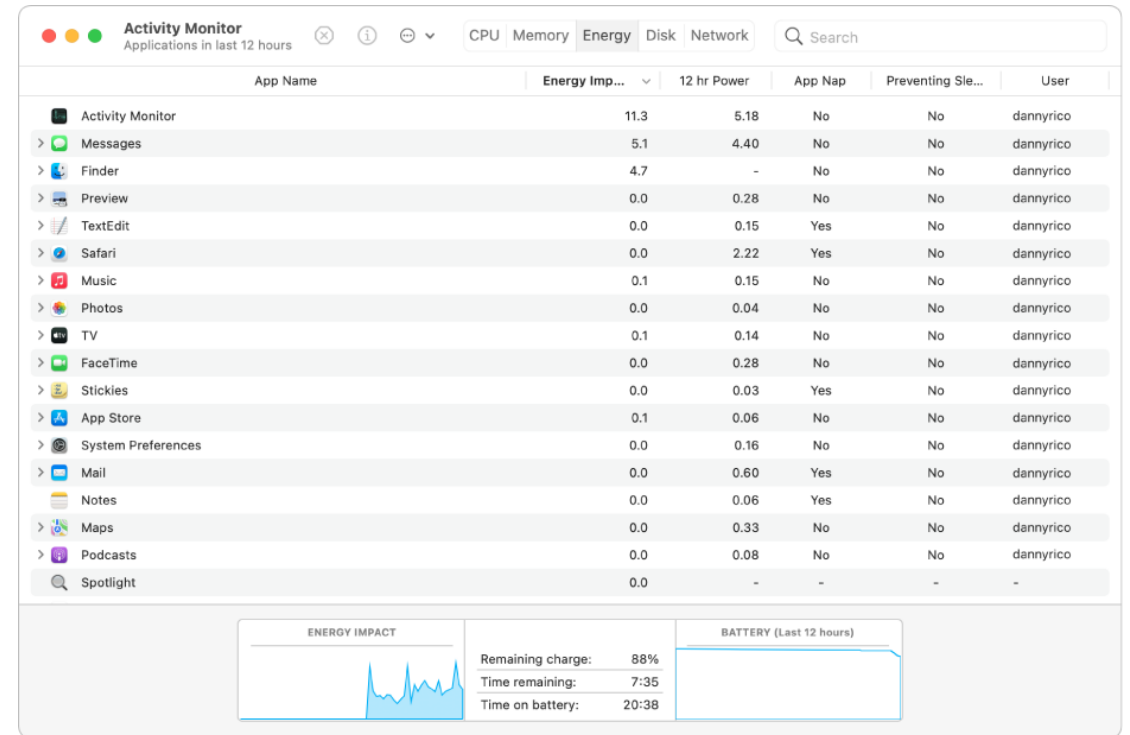 Activity Monitor
Applications in last 12 hours
CPU Memory Energy Disk Network
Search
App Name Energy Imp... 12 hr Power App Nap Preventing Sle... User
Activity Monitor 11.3 5.18 No No dannyrico
Messages 5.1 4.40 No No dannyrico
Finder 4.7 - No No dannyrico
Preview 0.0 0.28 No No dannyrico
TextEdit 0.0 0.15 Yes No dannyrico
Safari 0.0 2.22 Yes No dannyrico
Music 0.1 0.15 No No dannyrico
Photos 0.0 0.04 No No dannyrico
TV 0.1 0.14 No No dannyrico
FaceTime 0.0 0.28 No No dannyrico
Stickies 0.0 0.03 Yes No dannyrico
App Store 0.1 0.06 No No dannyrico
System Preferences 0.0 0.16 No No dannyrico
Mail 0.0 0.60 Yes No dannyrico
Notes 0.0 0.06 Yes No dannyrico
Maps 0.0 0.33 No No dannyrico
Podcasts 0.0 0.08 No No dannyrico
Spotlight 0.0 - - - -
ENERGY IMPACT
Remaining charge: 88%
Time remaining: 7:35
Time on battery: 20:38
BATTERY (Last 12 hours)